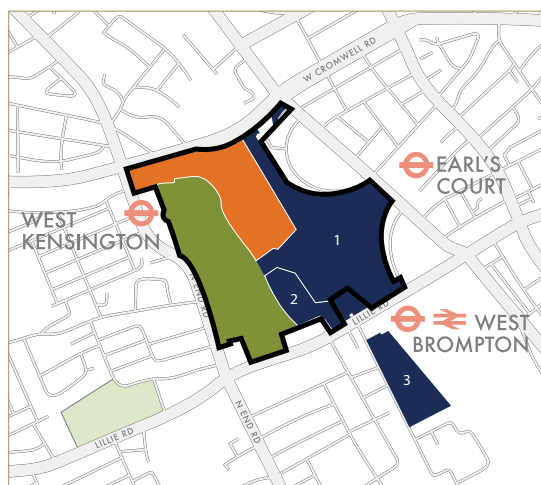 W CROMWELL RD
EARL'S
COURT
WEST
KENSINGTON
1
2
N END RD
LILLIE RD
WEST
BROMPTON
3
N END RD
LILLIE RD